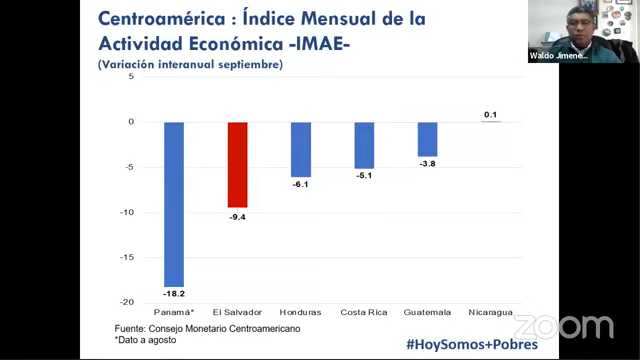 Centroamérica : Índice Mensual de la
Actividad Económica -IMAE-
(Variación interanual septiembre)
Waldo Jimene...
5
0
-5
-10
-15
-20
-18.2
-9.4
-6.1
-5.1
-3.8
0.1
Panamá* El Salvador Honduras Costa Rica Guatemala Nicaragua
Fuente: Consejo Monetario Centroamericano
*Dato a agosto
#HoySomos+Pobres
zoom